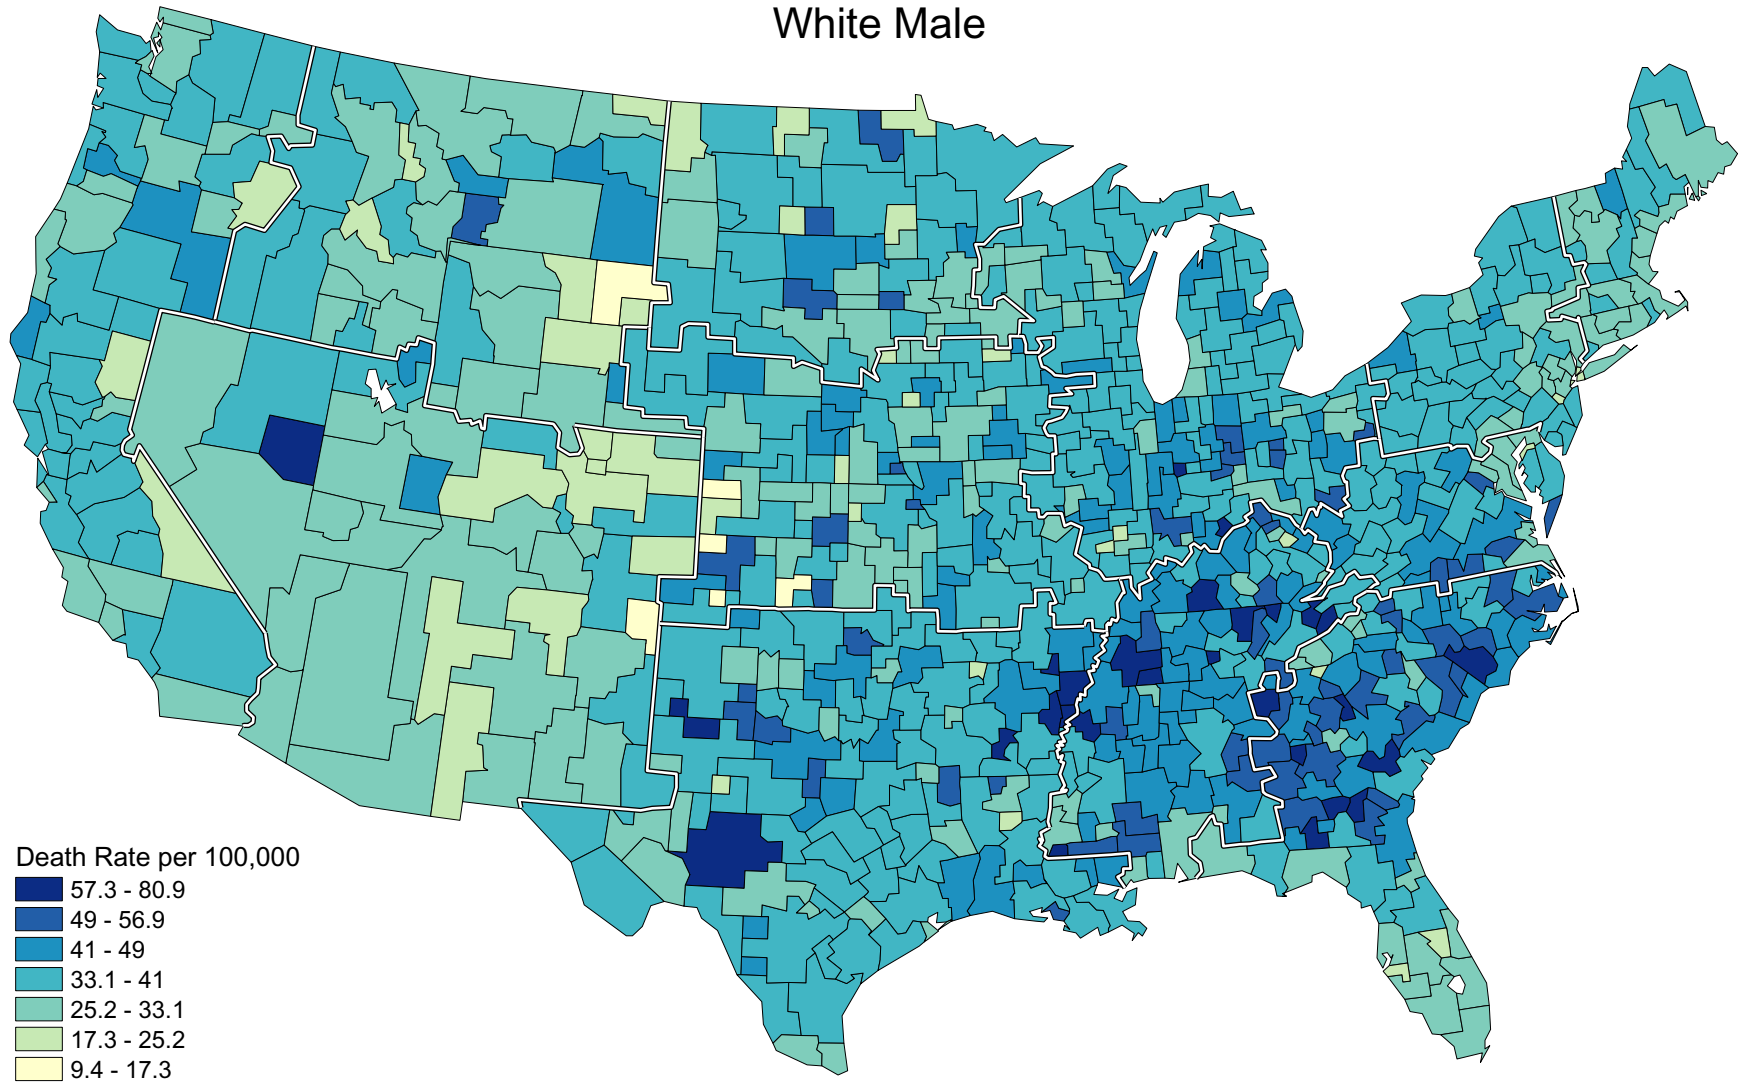 White Male
Death Rate per 100,000
57.3 - 80.9
49 - 56.9
41 - 49
33.1 - 41
25.2 - 33.1
17.3 - 25.2
9.4 - 17.3